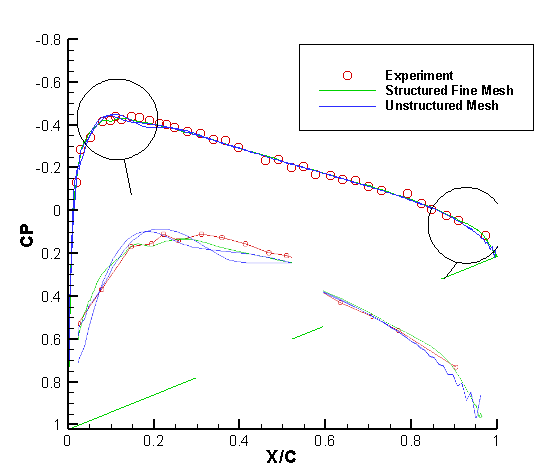 -0.8
-0.6
Experiment
Structured Fine Mesh
Unstructured Mesh
-0.4
-0.2
0
CP
0.2
0.4
0.6
0.8
1
0 0.2 0.4 0.6 0.8 1
X/C